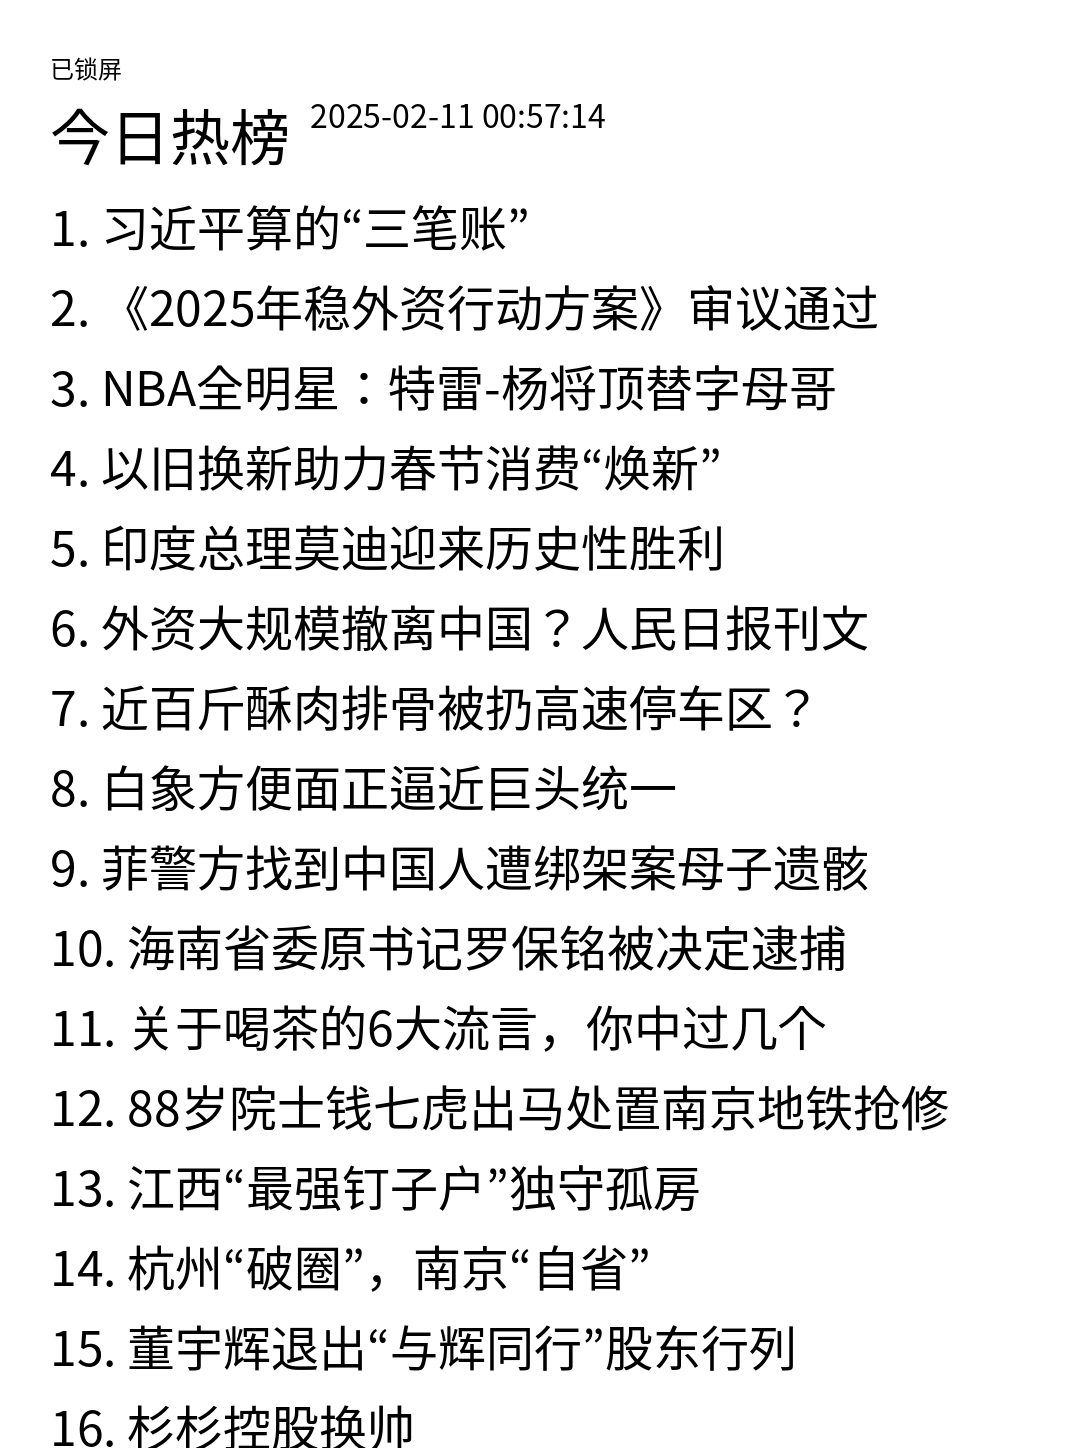 已锁屏
今日热榜 2025-02-11 00:57:14
1. 习近平算的“三笔账”
2. 《2025年稳外资行动方案》审议通过
3. NBA全明星：特雷-杨将顶替字母哥
4. 以旧换新助力春节消费“焕新”
5. 印度总理莫迪迎来历史性胜利
6. 外资大规模撤离中国？人民日报刊文
7. 近百斤酥肉排骨被扔高速停车区？
8. 白象方便面正逼近巨头统一
9. 菲警方找到中国人遭绑架案母子遗骸
10. 海南省委原书记罗保铭被决定逮捕
11. 关于喝茶的6大流言，你中过几个
12. 88岁院士钱七虎出马处置南京地铁抢修
13. 江西“最强钉子户”独守孤房
14. 杭州“破圈”，南京“自省”
15. 董宇辉退出“与辉同行”股东行列
16. 杉杉控股换帅